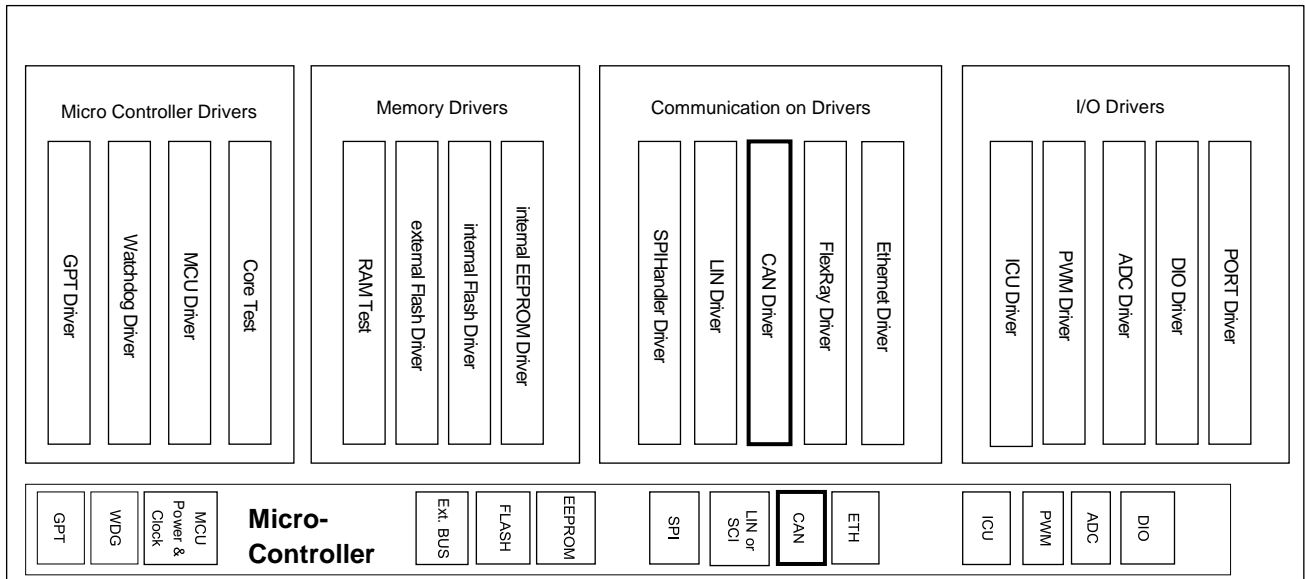 Micro Controller Drivers
GPT Driver
Watchdog Driver
MCU Driver
Core Test
Memory Drivers
RAM Test
external Flash Driver
internal Flash Driver
internal EEPROM Driver
Communication on Drivers
SPIHandler Driver
LIN Driver
CAN Driver
FlexRay Driver
Ethernet Driver
I/O Drivers
ICU Driver
PWM Driver
ADC Driver
DIO Driver
PORT Driver
GPT
WDG
MCU
Power &
Clock
Micro-
Controller
Ext. BUS
FLASH
EEPROM
SPI
LIN or
SCI
CAN
ETH
ICU
PWM
ADC
DIO